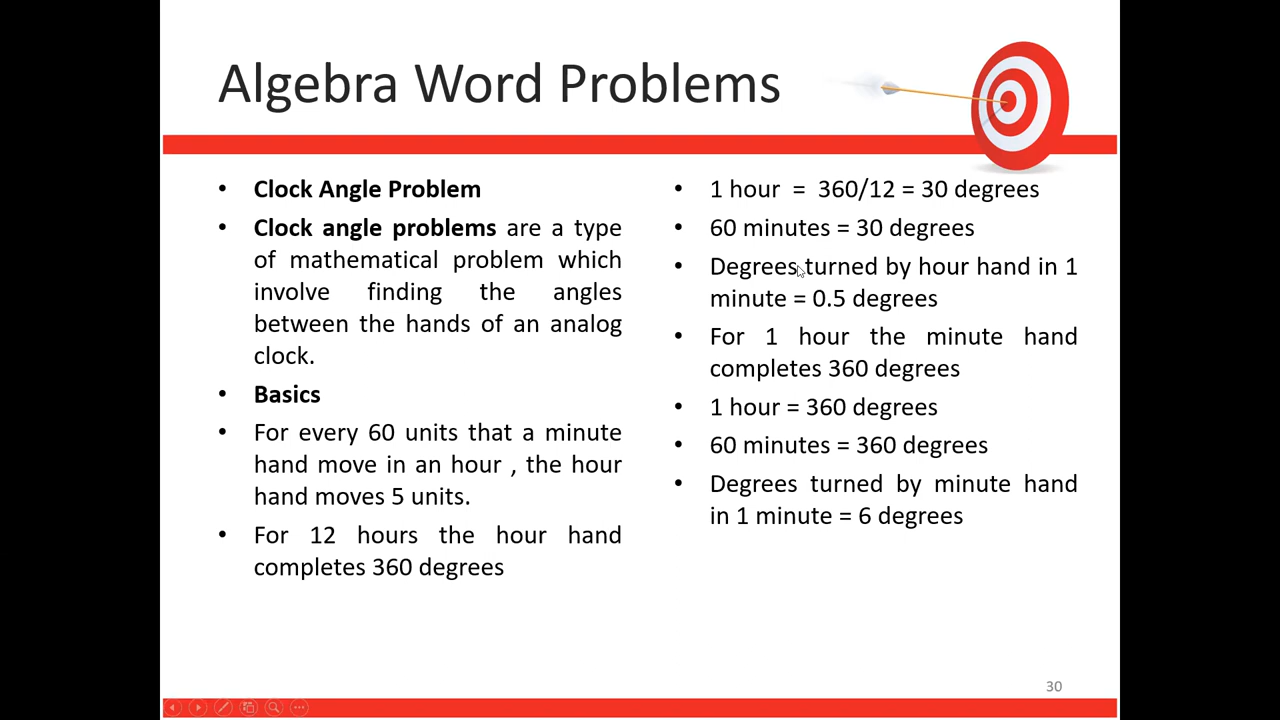 Algebra Word Problems
• Clock Angle Problem
• Clock angle problems are a type
of mathematical problem which
involve finding the angles
between the hands of an analog
clock.
• Basics
• For every 60 units that a minute
hand move in an hour , the hour
hand moves 5 units.
• For 12 hours the hour hand
completes 360 degrees
• 1 hour = 360/12 = 30 degrees
• 60 minutes = 30 degrees
• Degrees turned by hour hand in 1
minute = 0.5 degrees
• For 1 hour the minute hand
completes 360 degrees
• 1 hour = 360 degrees
• 60 minutes = 360 degrees
• Degrees turned by minute hand
in 1 minute = 6 degrees
30